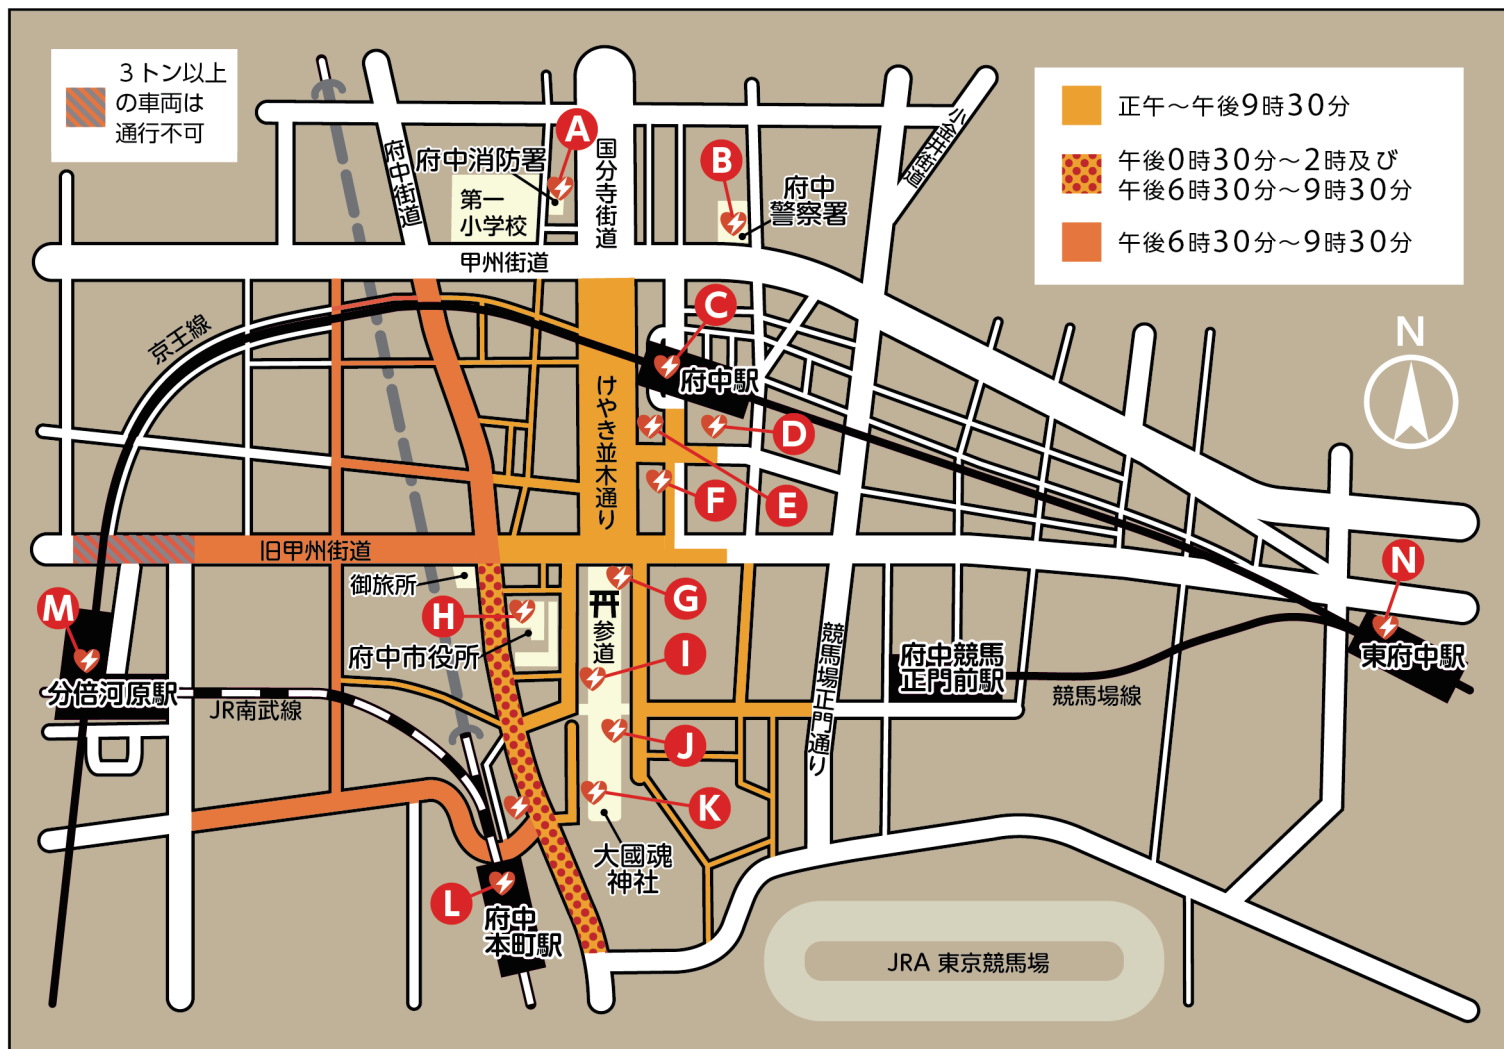 3トン以上
の車両は
通行不可
正午～午後9時30分
午後0時30分～2時及び
午後6時30分～9時30分
午後6時30分～9時30分
N
A
B
府中消防署
第一
小学校
府中街道
国分寺街道
府中
警察署
小金井街道
甲州街道
京王線
C
府中駅
けやき並木通り
D
E
F
旧甲州街道
御旅所
G
H
参道
府中市役所
I
M
分倍河原駅
JR南武線
J
K
大國魂
神社
L
府中
本町駅
競馬場正門通り
府中競馬
正門前駅
競馬場線
N
東府中駅
JRA 東京競馬場